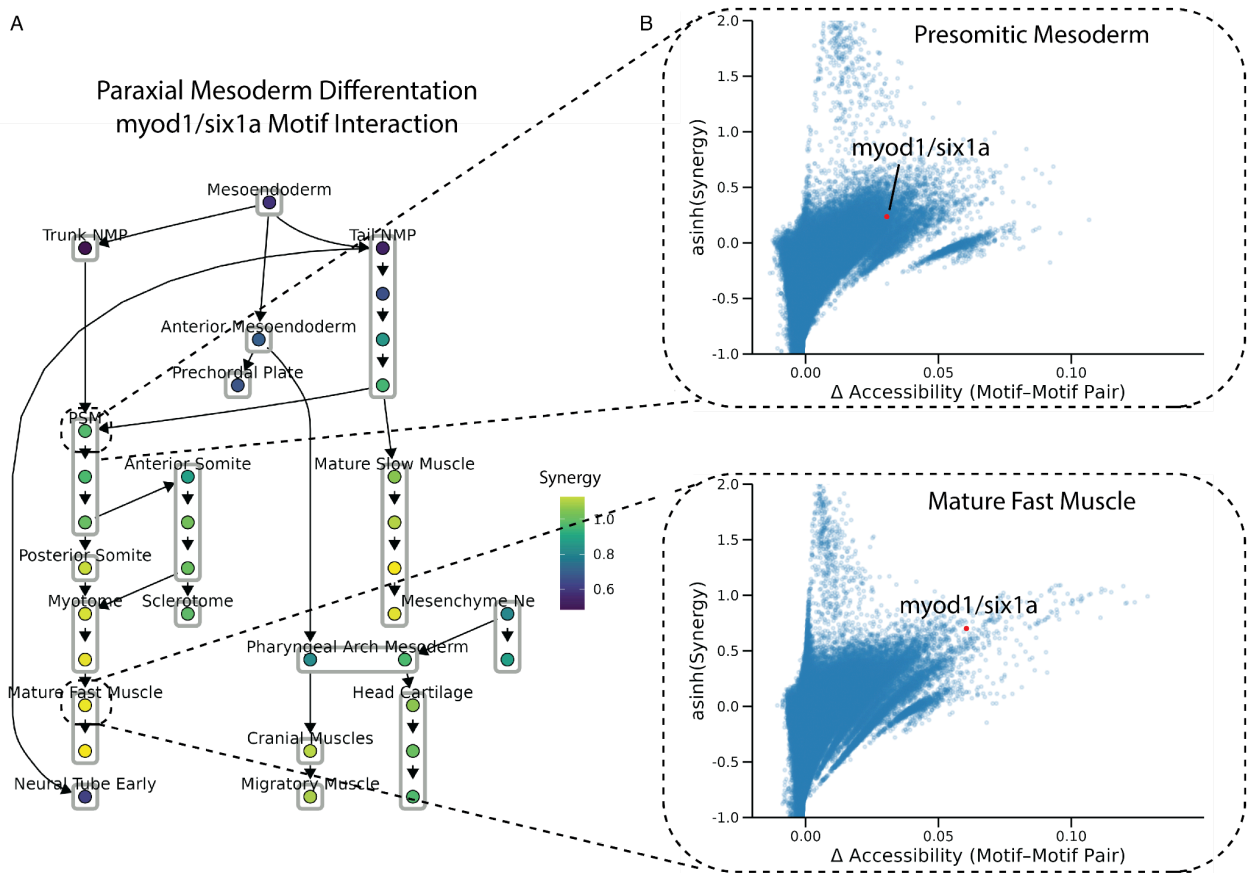 A
Paraxial Mesoderm Differentation
myod1/six1a Motif Interaction
Mesoendoderm
Trunk NMP
Tail NMP
Anterior Mesoendoderm
Prechordal Plate
PSM
Anterior Somite
Mature Slow Muscle
Synergy
1.0
0.8
0.6
Posterior Somite
Myotome
Sclerotome
Mesenchyme Ne
Pharyngeal Arch Mesoderm
Mature Fast Muscle
Head Cartilage
Cranial Muscles
Neural Tube Early
Migratory Muscle
B
Presomitic Mesoderm
myod1/six1a
asinh(synergy)
2.0
1.5
1.0
0.5
0.0
-0.5
-1.0
0.00
0.05
0.10
Δ Accessibility (Motif–Motif Pair)
Mature Fast Muscle
myod1/six1a
asinh(Synergy)
2.0
1.5
1.0
0.5
0.0
-0.5
-1.0
0.00
0.05
0.10
Δ Accessibility (Motif–Motif Pair)